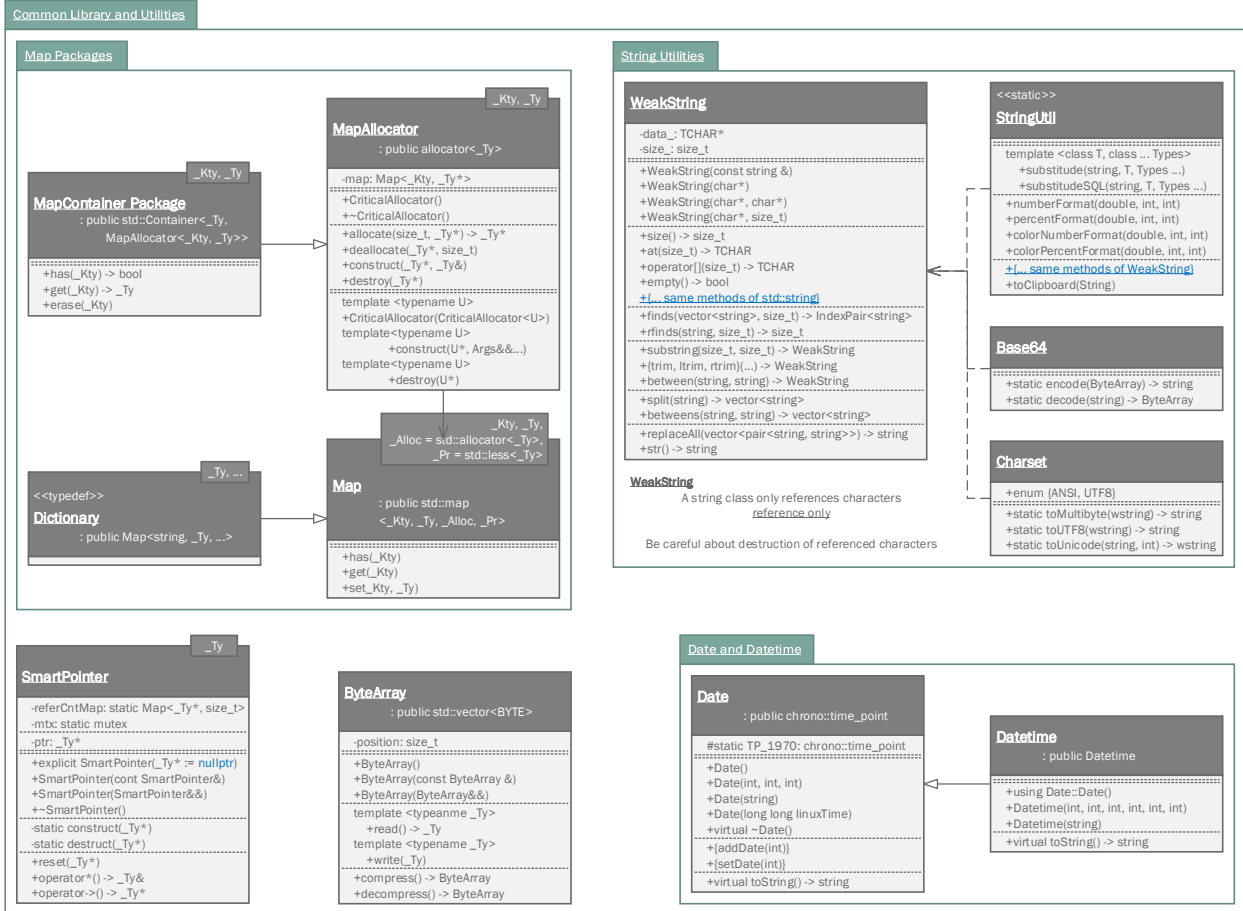 Common Library and Utilities
Map Packages
_Kty, _Ty
MapContainer Package
: public std::Container<_Ty,
MapAllocator<_Kty, _Ty>>
+has(_Kty) -> bool
+get(_Kty) -> _Ty
+erase(_Kty)
_Kty, _Ty
MapAllocator
: public allocator<_Ty>
-map: Map<_Kty, _Ty*>
+CriticalAllocator()
+~CriticalAllocator()
+allocate(size_t, _Ty*) -> _Ty*
+deallocate(_Ty*, size_t)
+construct(_Ty*, _Ty&)
+destroy(_Ty*)
template <typename U>
+CriticalAllocator(CriticalAllocator<U>)
template<typename U>
+construct(U*, Args&&...)
template<typename U>
+destroy(U*)
_Ty, ...
<<typedef>>
Dictionary
: public Map<string, _Ty, ...>
_Kty, _Ty,
_Alloc = std::allocator<_Ty>,
_Pr = std::less<_Ty>
Map
: public std::map
<_Kty, _Ty, _Alloc, _Pr>
+has(_Kty)
+get(_Kty)
+set_Kty, _Ty)
String Utilities
WeakString
-data_: TCHAR*
-size_: size_t
+WeakString(const string &)
+WeakString(char*)
+WeakString(char*, char*)
+WeakString(char*, size_t)
+size() -> size_t
+at(size_t) -> TCHAR
+operator[](size_t) -> TCHAR
+empty() -> bool
+{... same methods of std::string}
+finds(vector<string>, size_t) -> IndexPair<string>
+rfinds(string, size_t) -> size_t
+substring(size_t, size_t) -> WeakString
+{trim, ltrim, rtrim}(...) -> WeakString
+between(string, string) -> WeakString
+split(string) -> vector<string>
+betweens(string, string) -> vector<string>
+replaceAll(vector<pair<string, string>>) -> string
+str() -> string
WeakString
A string class only references characters
reference only
Be careful about destruction of referenced characters
<<static>>
StringUtil
template <class T, class ... Types>
+substitude(string, T, Types ...)
+substitudeSQL(string, T, Types ...)
+numberFormat(double, int, int)
+percentFormat(double, int, int)
+colorNumberFormat(double, int, int)
+colorPercentFormat(double, int, int)
+{... same methods of WeakString}
+toClipboard(String)
Base64
+static encode(ByteArray) -> string
+static decode(string) -> ByteArray
Charset
+enum {ANSI, UTF8}
+static toMultibyte(wstring) -> string
+static toUTF8(wstring) -> string
+static toUnicode(string, int) -> wstring
_Ty
SmartPointer
-referCntMap: static Map<_Ty*, size_t>
-mtx: static mutex
-ptr: _Ty*
+explicit SmartPointer(_Ty* := nullptr)
+SmartPointer(cont SmartPointer&)
+SmartPointer(SmartPointer&&)
+~SmartPointer()
-static construct(_Ty*)
-static destruct(_Ty*)
+reset(_Ty*)
+operator*() -> _Ty&
+operator->() -> _Ty*
ByteArray
: public std::vector<BYTE>
-position: size_t
+ByteArray()
+ByteArray(const ByteArray &)
+ByteArray(ByteArray&&)
template <typeanme _Ty>
+read() -> _Ty
template <typename _Ty>
+write(_Ty)
+compress() -> ByteArray
+decompress() -> ByteArray
Date and Datetime
Date
: public chrono::time_point
#static TP_1970: chrono::time_point
+Date()
+Date(int, int, int)
+Date(string)
+Date(long long linuxTime)
+virtual ~Date()
+{addDate(int)}
+{setDate(int)}
+virtual toString() -> string
Datetime
: public Datetime
+using Date::Date()
+Datetime(int, int, int, int, int, int)
+Datetime(string)
+virtual toString() -> string